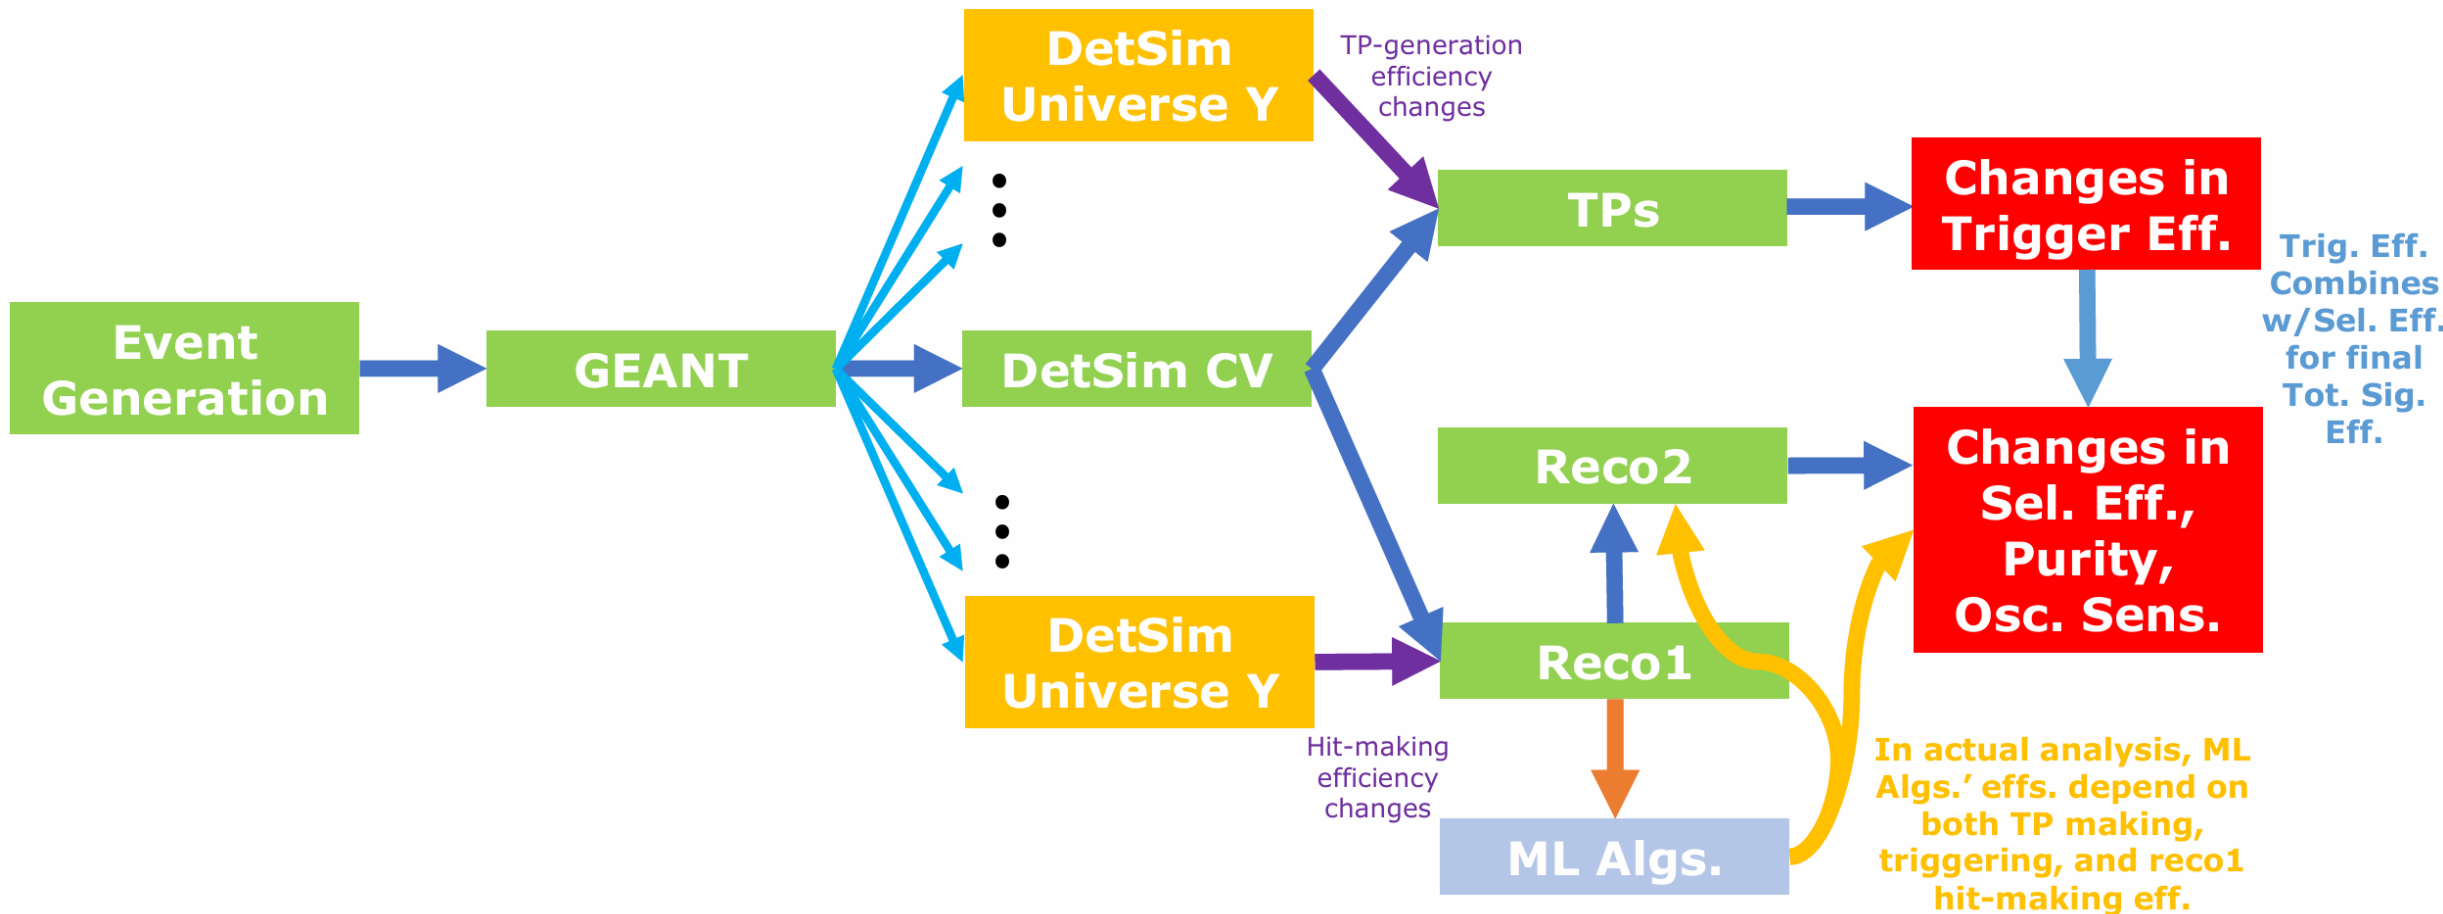 Event
Generation
GEANT
DetSim
Universe Y
DetSim CV
DetSim
Universe Y
TP-generation
efficiency
changes
Hit-making
efficiency
changes
TPs
Reco2
Reco1
ML Algs.
Changes in
Trigger Eff.
Trig. Eff.
Combines
w/Sel. Eff.
for final
Tot. Sig.
Eff.
Changes in
Sel. Eff.,
Purity,
Osc. Sens.
In actual analysis, ML
Algs.’ effs. depend on
both TP making,
triggering, and reco1
hit-making eff.